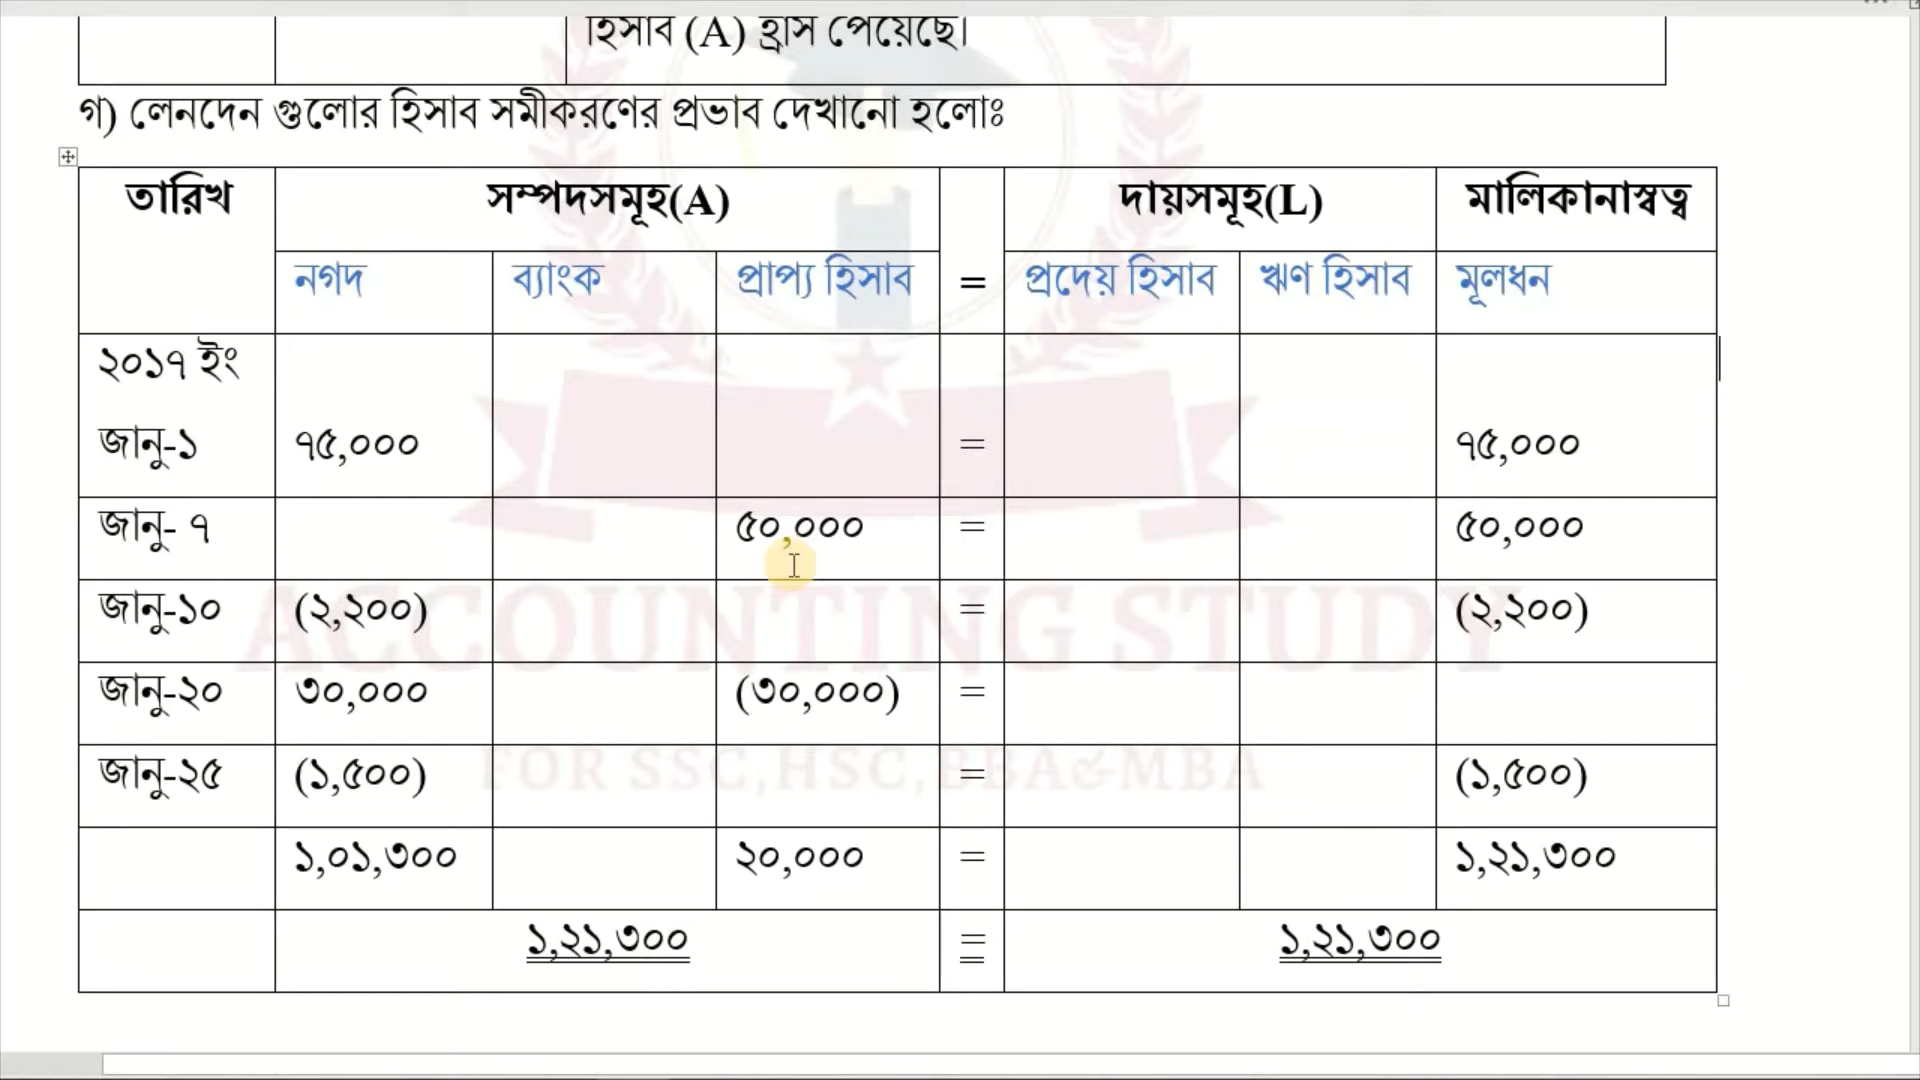 হিসাব (A) হ্রাস পেয়েছে।
গ) লেনদেন গুলোর হিসাব সমীকরণের প্রভাব দেখানো হলোঃ
তারিখ সম্পদসমূহ(A) = দায়সমূহ(L) মালিকানাস্বত্ব
নগদ ব্যাংক প্রাপ্য হিসাব প্রদেয় হিসাব ঋণ হিসাব মূলধন
২০১৭ ইং
জানু-১ ৭৫,০০০ = ৭৫,০০০
জানু- ৭ ৫০,০০০ = ৫০,০০০
জানু-১০ (২,২০০) = (২,২০০)
জানু-২০ ৩০,০০০ (৩০,০০০) =
জানু-২৫ (১,৫০০) = (১,৫০০)
১,০১,৩০০ ২০,০০০ = ১,২১,৩০০
১,২১,৩০০ = ১,২১,৩০০
ACCOUNTING STUDY
FOR SSC,HSC,BBA&MBA